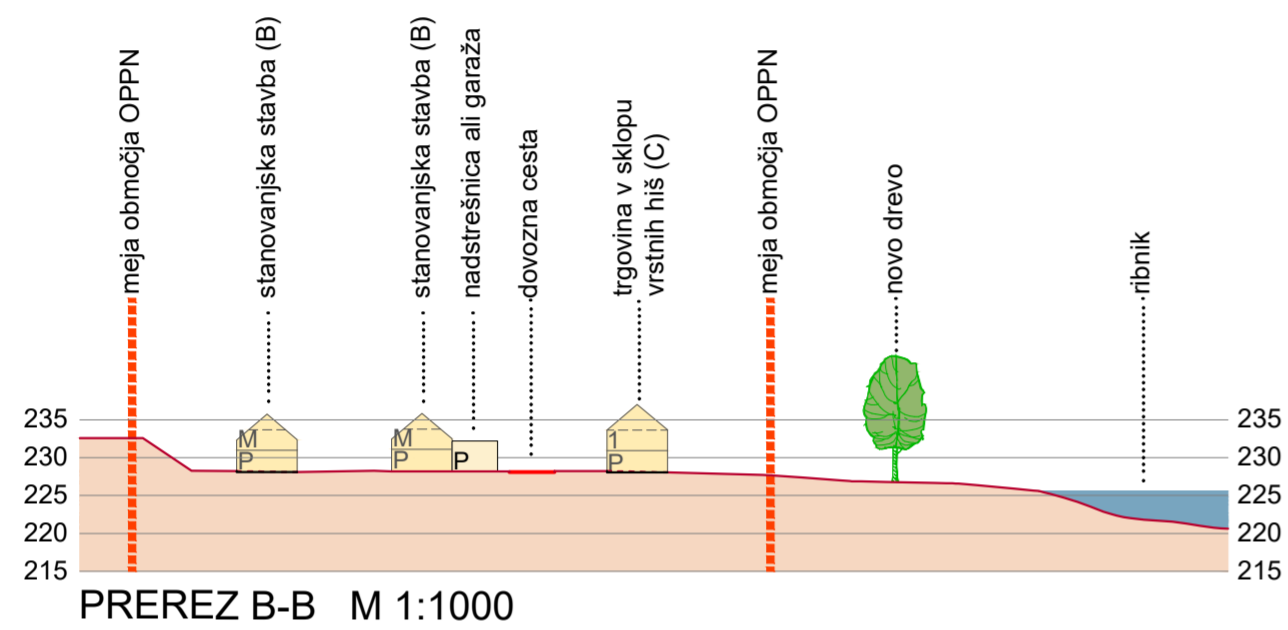 meja območja OPPN
stanovanjska stavba (B)
stanovanjska stavba (B)
nadstrešnica ali garaža
dovozna cesta
trgovina v sklopu
vrstnih hiš (C)
meja območja OPPN
novo drevo
ribnik
235 235
M M 1
230 P P P P 230
225 225
220 220
215 215
PREREZ B-B M 1:1000